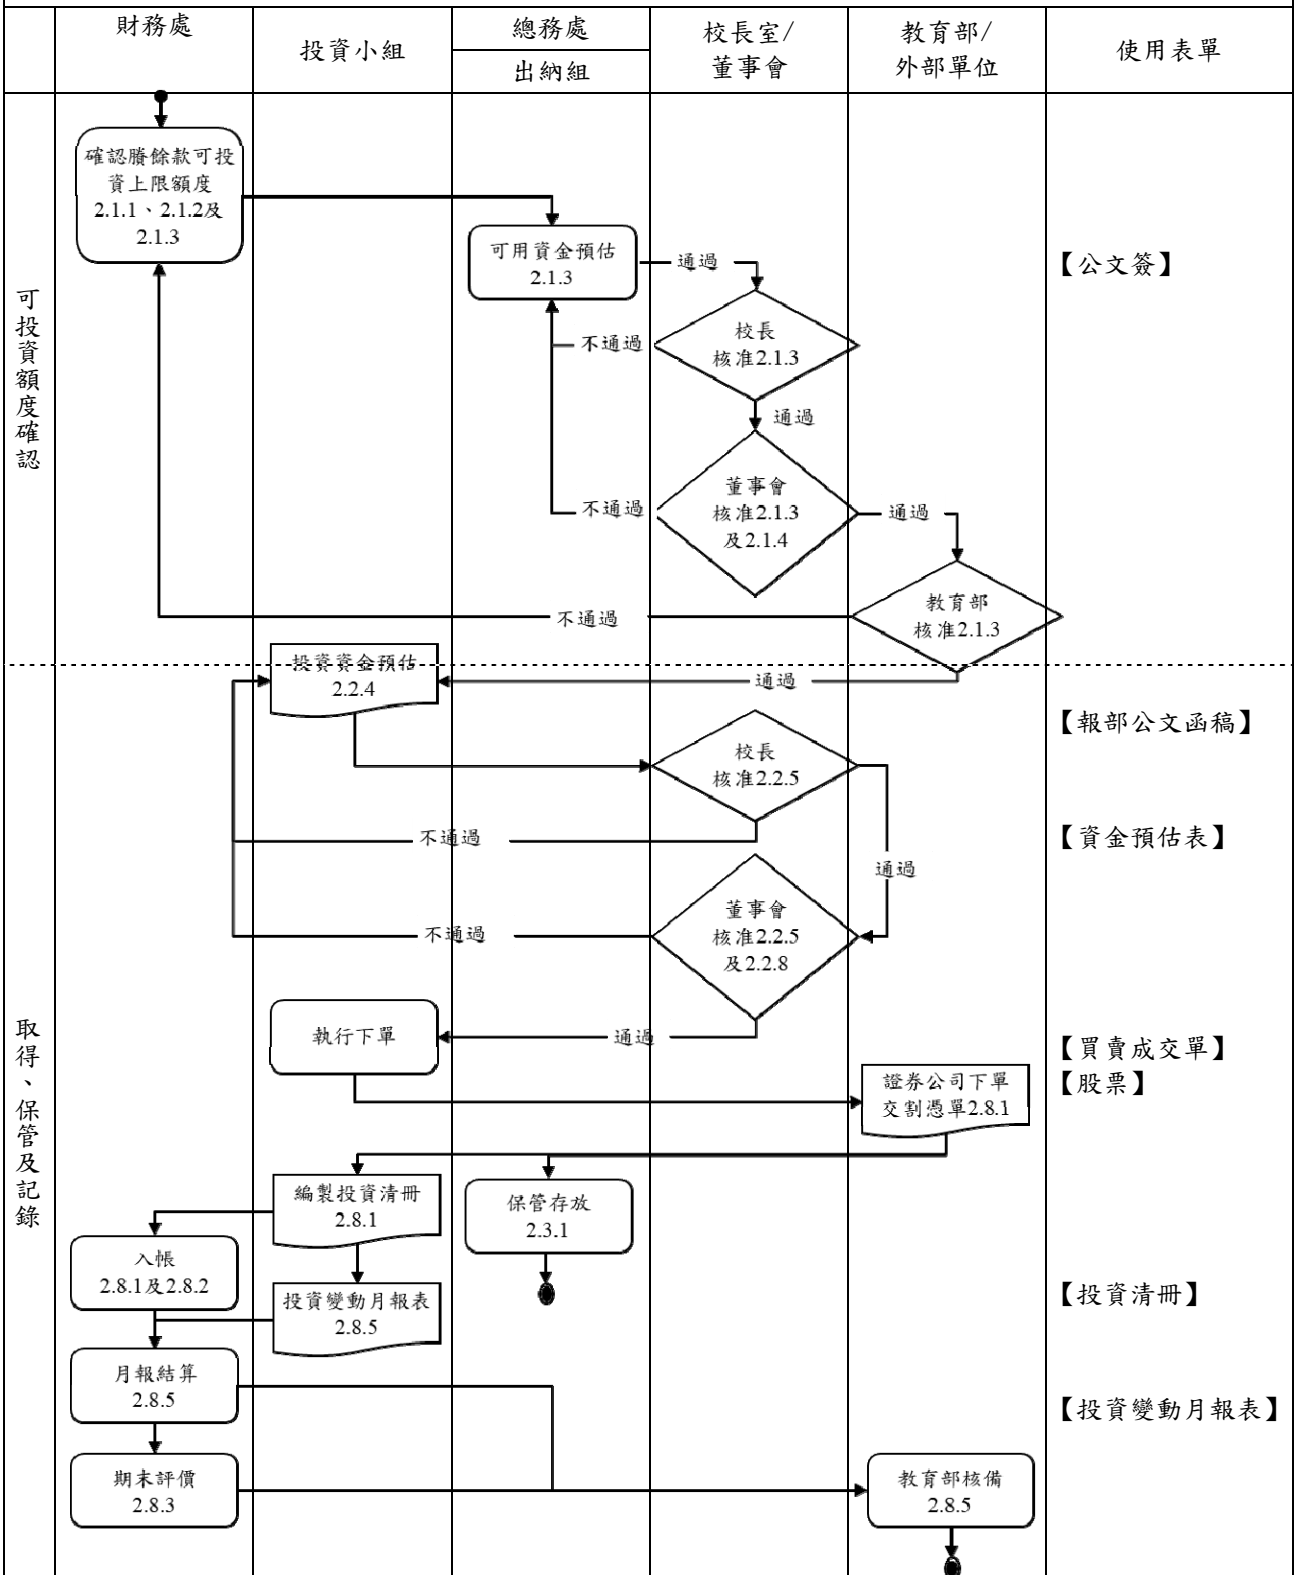 財務處
投資小組
總務處
出納組
校長室/
董事會
教育部/
外部單位
使用表單
可投資額度確認
確認賸餘款可投
資上限額度
2.1.1、2.1.2及
2.1.3
可用資金預估
2.1.3
通過
【公文簽】
校長
核准2.1.3
不通過
通過
董事會
核准2.1.3
及2.1.4
不通過
通過
教育部
核准2.1.3
不通過
取得、保管及記錄
投資資金預估
2.2.4
通過
【報部公文函稿】
校長
核准2.2.5
不通過
【資金預估表】
通過
董事會
核准2.2.5
及2.2.8
不通過
執行下單
通過
【買賣成交單】
【股票】
證券公司下單
交割憑單2.8.1
編製投資清冊
2.8.1
保管存放
2.3.1
入帳
2.8.1及2.8.2
投資變動月報表
2.8.5
【投資清冊】
月報結算
2.8.5
【投資變動月報表】
期末評價
2.8.3
教育部核備
2.8.5